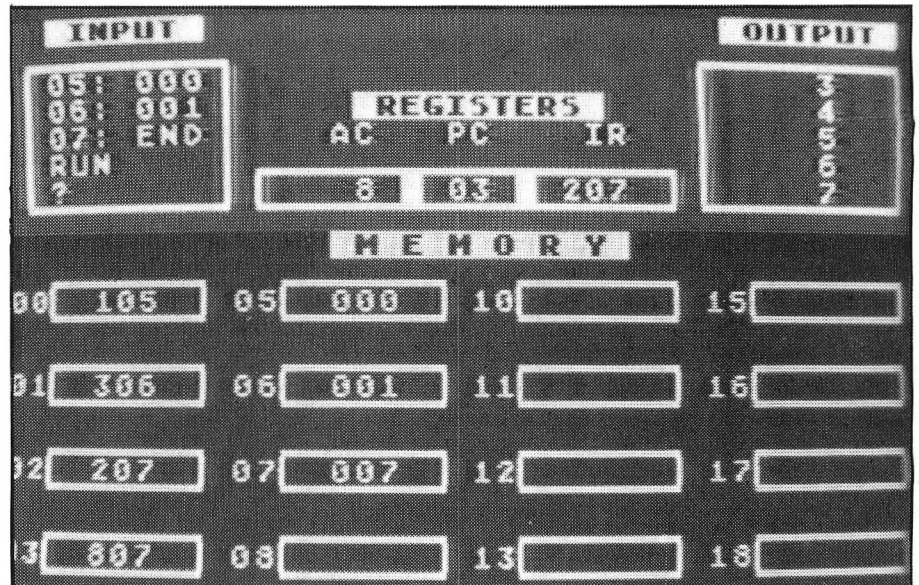 INPUT
05: 000
06: 001
07: END
RUN
?
REGISTERS
AC PC IR
8 03 207
OUTPUT
3
4
5
6
7
MEMORY
00 105 05 000 10 15
01 306 06 001 11 16
02 207 07 007 12 17
03 807 08 13 18